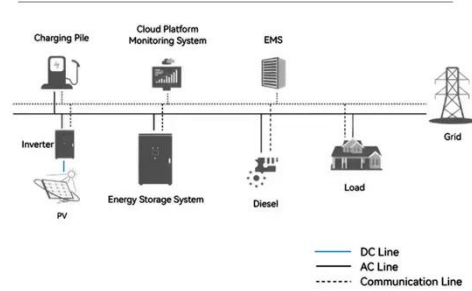 Charging Pile
Cloud Platform
Monitoring System
EMS
Grid
Inverter
PV
Energy Storage System
Diesel
Load
DC Line
AC Line
Communication Line